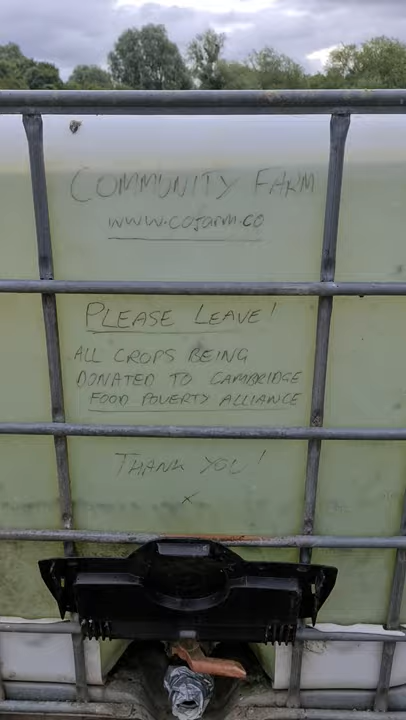 COMMUNITY FARM
www.cofarm.co
PLEASE LEAVE!
ALL CROPS BEING
DONATED TO CAMBRIDGE
FOOD POVERTY ALLIANCE
THANK YOU!
x